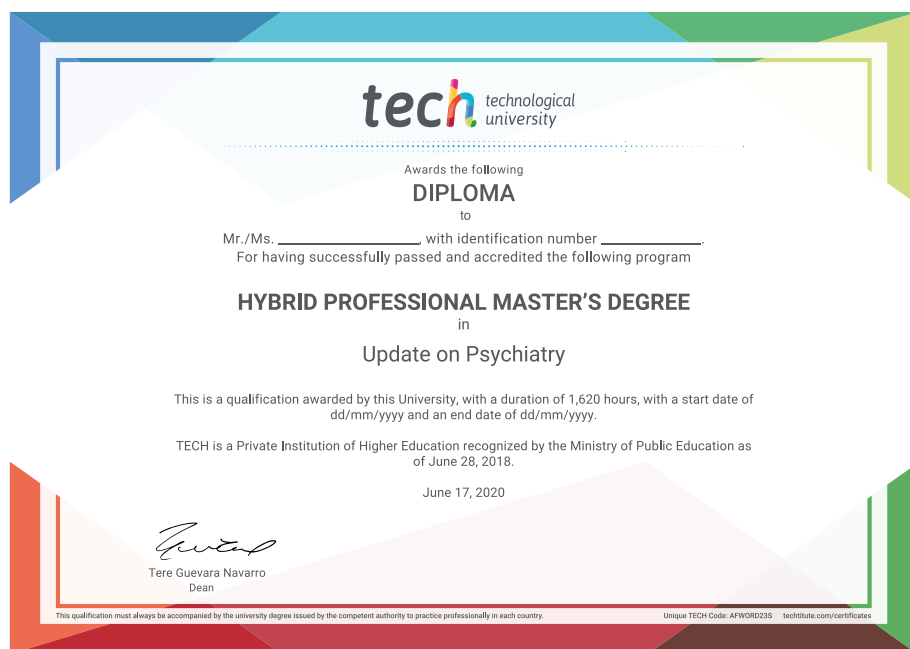 tech technological
university
Awards the following
DIPLOMA
to
Mr./Ms. ____________________, with identification number ______________.
For having successfully passed and accredited the following program
HYBRID PROFESSIONAL MASTER'S DEGREE
in
Update on Psychiatry
This is a qualification awarded by this University, with a duration of 1,620 hours, with a start date of
dd/mm/yyyy and an end date of dd/mm/yyyy.
TECH is a Private Institution of Higher Education recognized by the Ministry of Public Education as
of June 28, 2018.
June 17, 2020
Tere Guevara Navarro
Dean
This qualification must always be accompanied by the university degree issued by the competent authority to practice professionally in each country.
Unique TECH Code: AFWORD23S techtitute.com/certificates